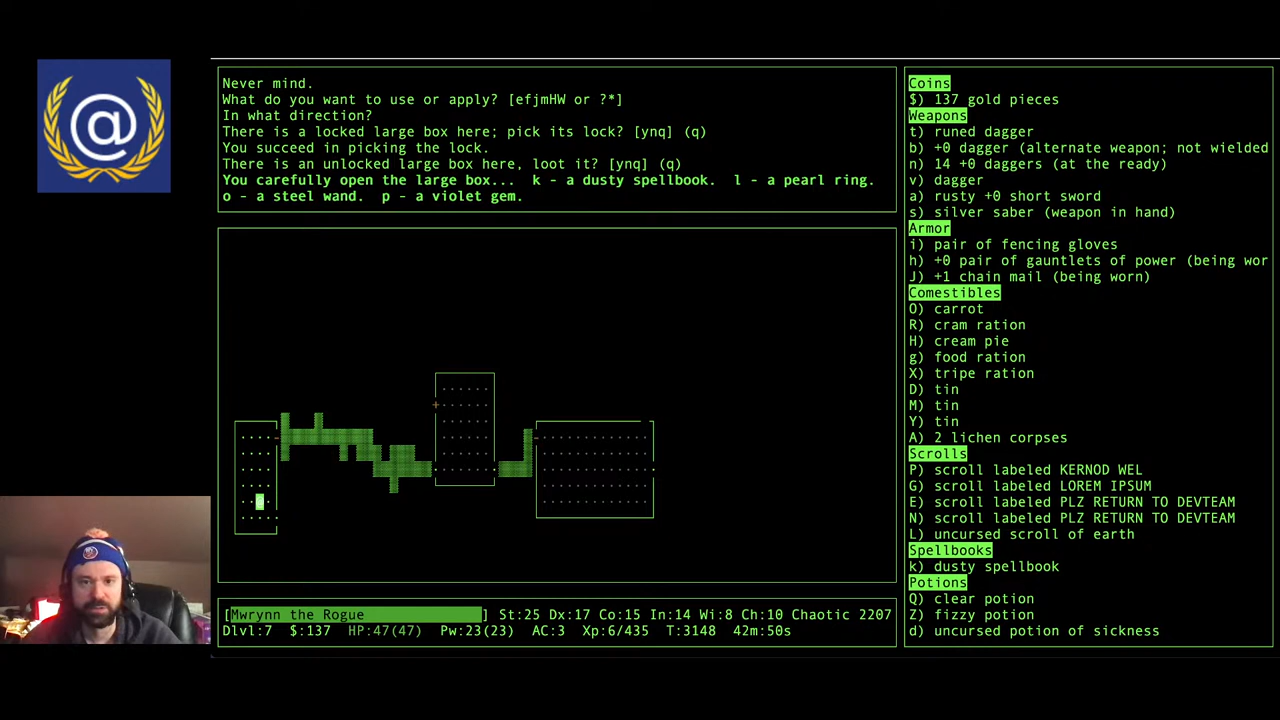 @
Never mind.
What do you want to use or apply? [efjmHW or ?*]
In what direction?
There is a locked large box here; pick its lock? [ynq] (q)
You succeed in picking the lock.
There is an unlocked large box here, loot it? [ynq] (q)
You carefully open the large box... k - a dusty spellbook. l - a pearl ring.
o - a steel wand. p - a violet gem.
[Mwrynn the Rogue ] St:25 Dx:17 Co:15 In:14 Wi:8 Ch:10 Chaotic 2207
Dlvl:7 $:137 HP:47(47) Pw:23(23) AC:3 Xp:6/435 T:3148 42m:50s
Coins
$) 137 gold pieces
Weapons
t) runed dagger
b) +0 dagger (alternate weapon; not wielded
n) 14 +0 daggers (at the ready)
v) dagger
a) rusty +0 short sword
s) silver saber (weapon in hand)
Armor
i) pair of fencing gloves
h) +0 pair of gauntlets of power (being wor
J) +1 chain mail (being worn)
Comestibles
O) carrot
R) cram ration
H) cream pie
g) food ration
X) tripe ration
D) tin
M) tin
Y) tin
A) 2 lichen corpses
Scrolls
P) scroll labeled KERNOD WEL
G) scroll labeled LOREM IPSUM
E) scroll labeled PLZ RETURN TO DEVTEAM
N) scroll labeled PLZ RETURN TO DEVTEAM
L) uncursed scroll of earth
Spellbooks
k) dusty spellbook
Potions
Q) clear potion
Z) fizzy potion
d) uncursed potion of sickness